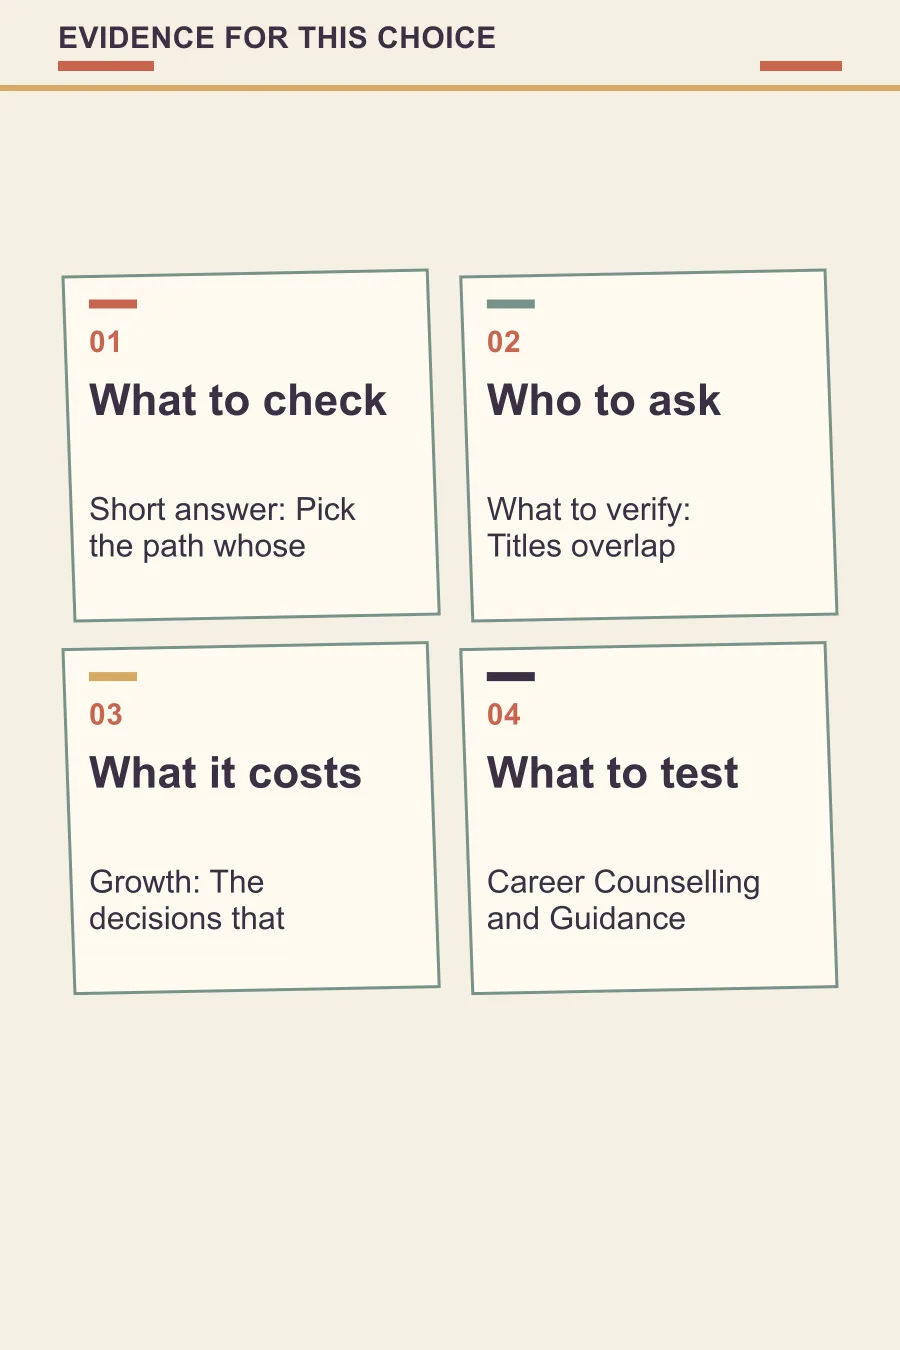 EVIDENCE FOR THIS CHOICE
01
What to check
Short answer: Pick
the path whose
02
Who to ask
What to verify:
Titles overlap
03
What it costs
Growth: The
decisions that
04
What to test
Career Counselling
and Guidance